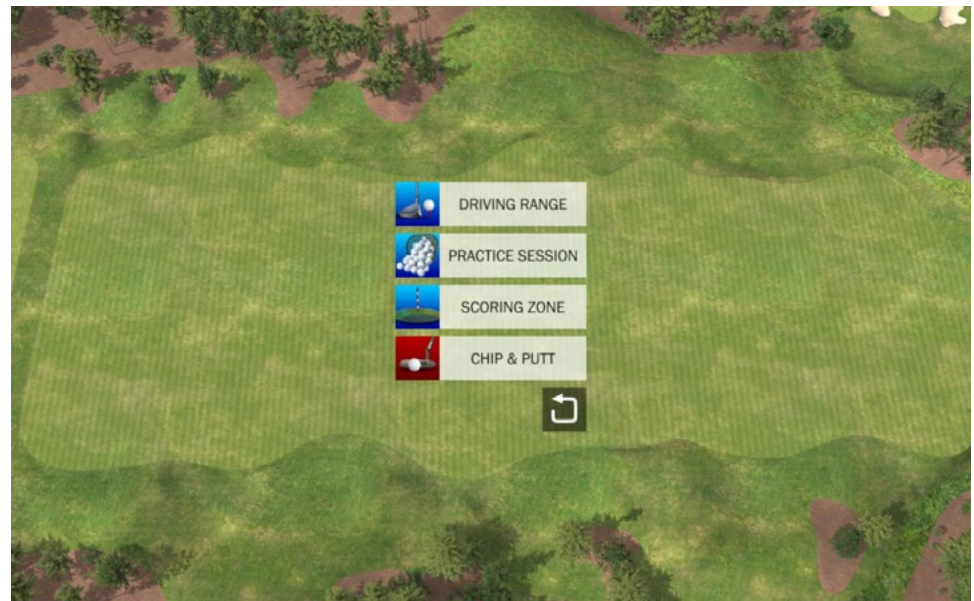 DRIVING RANGE
PRACTICE SESSION
SCORING ZONE
CHIP & PUTT